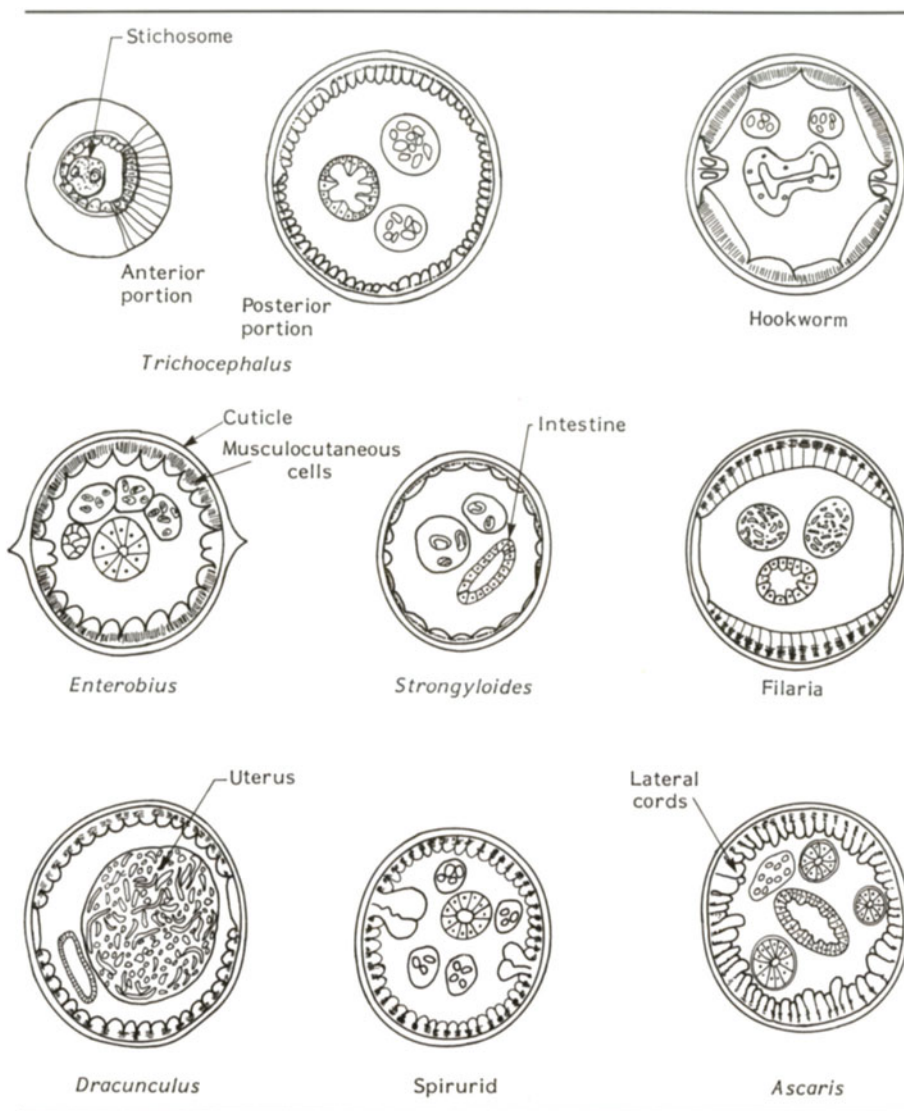 Stichosome
Anterior
portion
Posterior
portion
Trichocephalus
Hookworm
Cuticle
Musculocutaneous
cells
Intestine
Enterobius
Strongyloides
Filaria
Uterus
Lateral
cords
Dracunculus
Spirurid
Ascaris